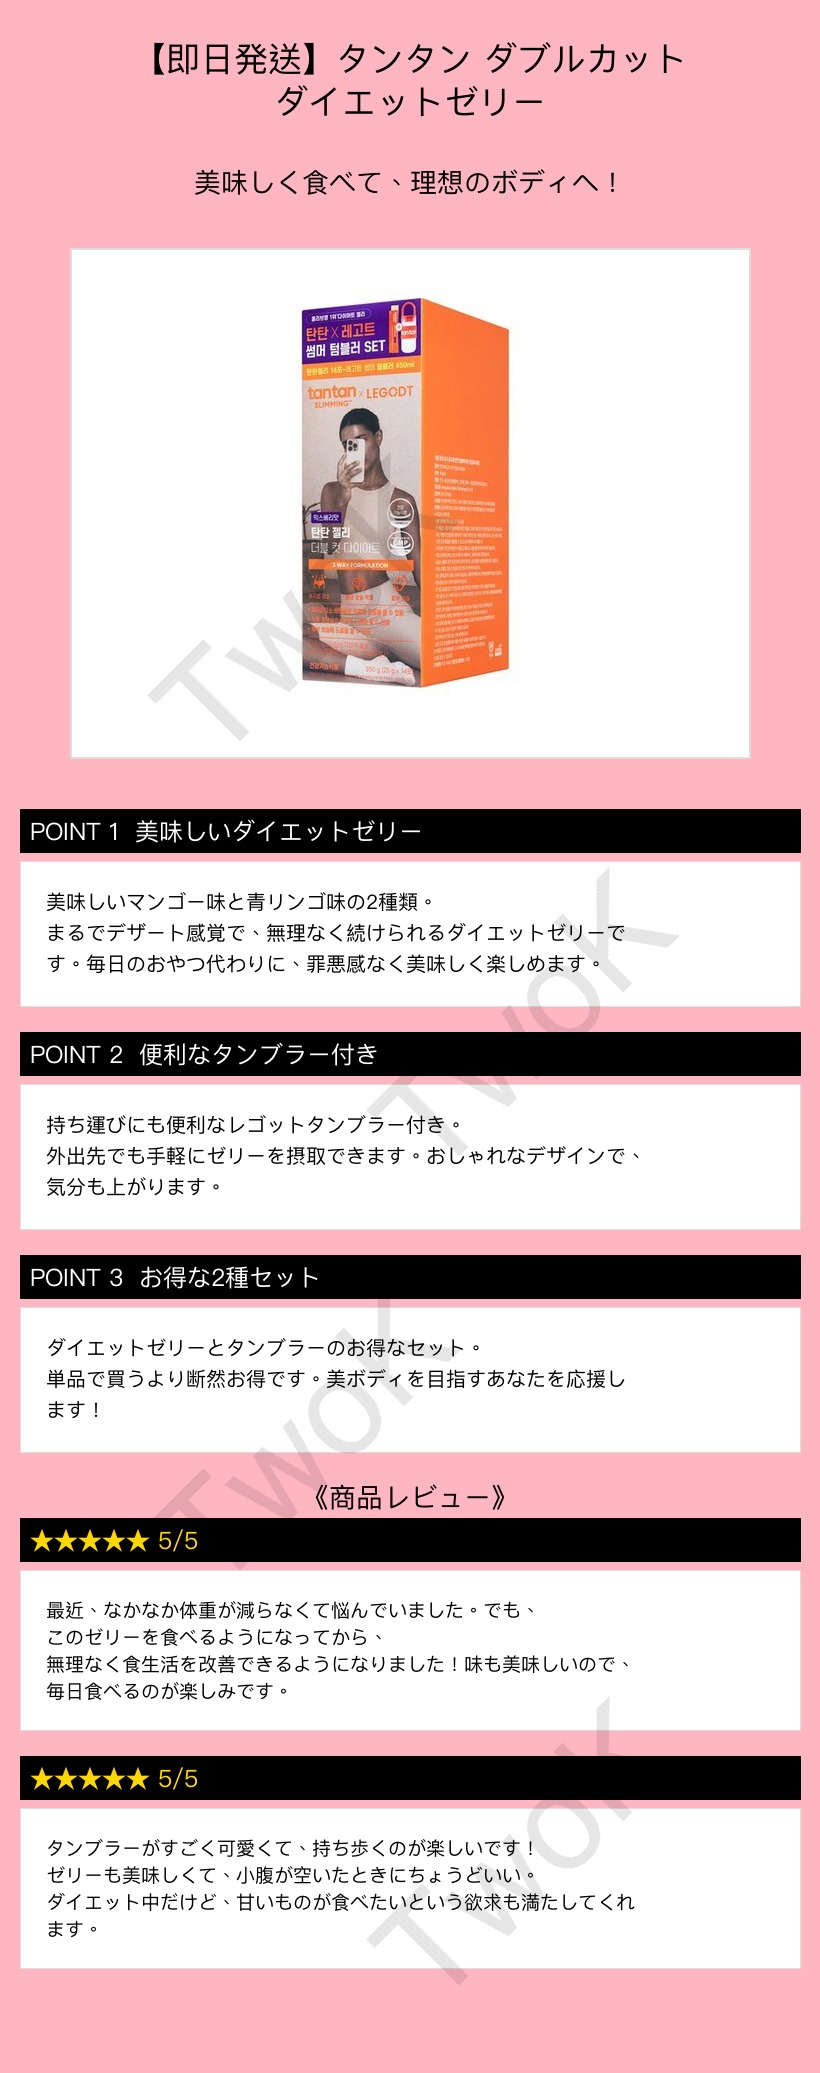 【即日発送】タンタン ダブルカット
ダイエットゼリー
美味しく食べて、理想のボディへ！
올리브영 1위 다이어트 젤리
탄탄 X 레고트
썸머 텀블러 SET
탄탄젤리 14포+레고트 썸머 텀블러 450ml
tantan x LEGODT
SLIMMING
믹스베리맛
탄탄 젤리
더블 컷 다이어트
GMP
3 WAY FORMULATION
건강기능식품
350 g (25 g x 14포)
POINT 1 美味しいダイエットゼリー
美味しいマンゴー味と青リンゴ味の2種類。
まるでデザート感覚で、無理なく続けられるダイエットゼリーで
す。毎日のおやつ代わりに、罪悪感なく美味しく楽しめます。
POINT 2 便利なタンブラー付き
持ち運びにも便利なレゴットタンブラー付き。
外出先でも手軽にゼリーを摂取できます。おしゃれなデザインで、
気分も上がります。
POINT 3 お得な2種セット
ダイエットゼリーとタンブラーのお得なセット。
単品で買うより断然お得です。美ボディを目指すあなたを応援し
ます！
《商品レビュー》
★★★★★ 5/5
最近、なかなか体重が減らなくて悩んでいました。でも、
このゼリーを食べるようになってから、
無理なく食生活を改善できるようになりました！味も美味しいので、
毎日食べるのが楽しみです。
★★★★★ 5/5
タンブラーがすごく可愛くて、持ち歩くのが楽しいです！
ゼリーも美味しくて、小腹が空いたときにちょうどいい。
ダイエット中だけど、甘いものが食べたいという欲求も満たしてくれ
ます。
TwoK
TwoK
TwoK
TwoK